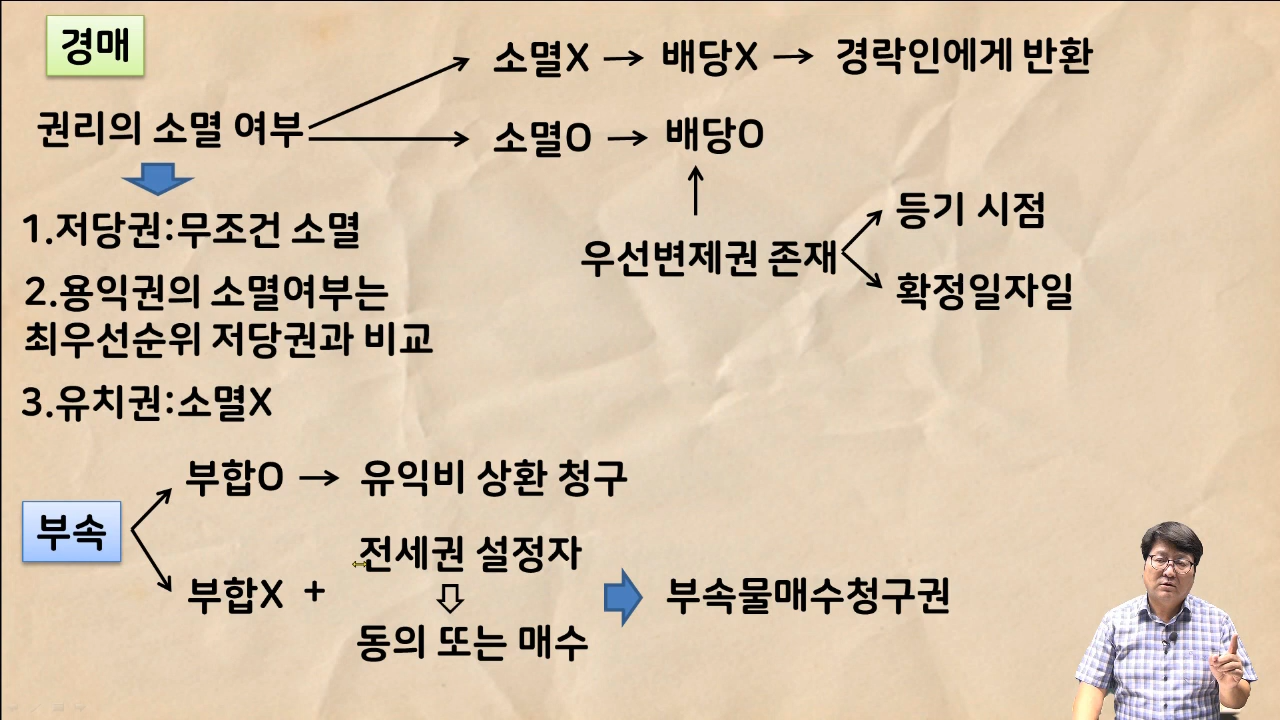 경매
권리의 소멸 여부
소멸X → 배당X → 경락인에게 반환
소멸O → 배당O
우선변제권 존재
등기 시점
확정일자일
1.저당권:무조건 소멸
2.용익권의 소멸여부는
최우선순위 저당권과 비교
3.유치권:소멸X
부속
부합O → 유익비 상환 청구
부합X +
전세권 설정자
동의 또는 매수
부속물매수청구권